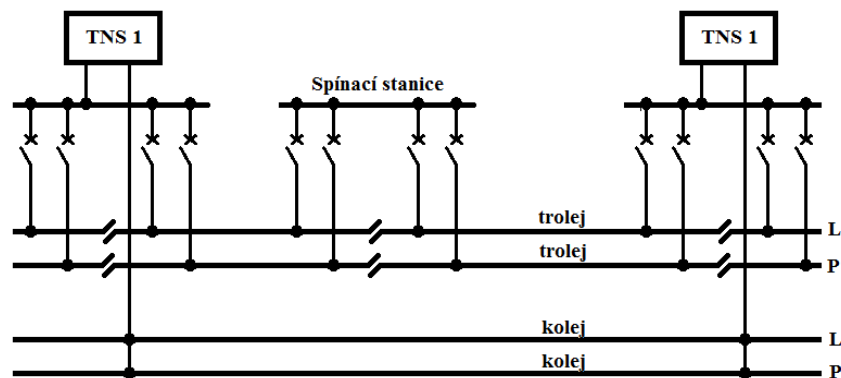 TNS 1
TNS 1
Spínací stanice
trolej
L
trolej
P
kolej
L
kolej
P